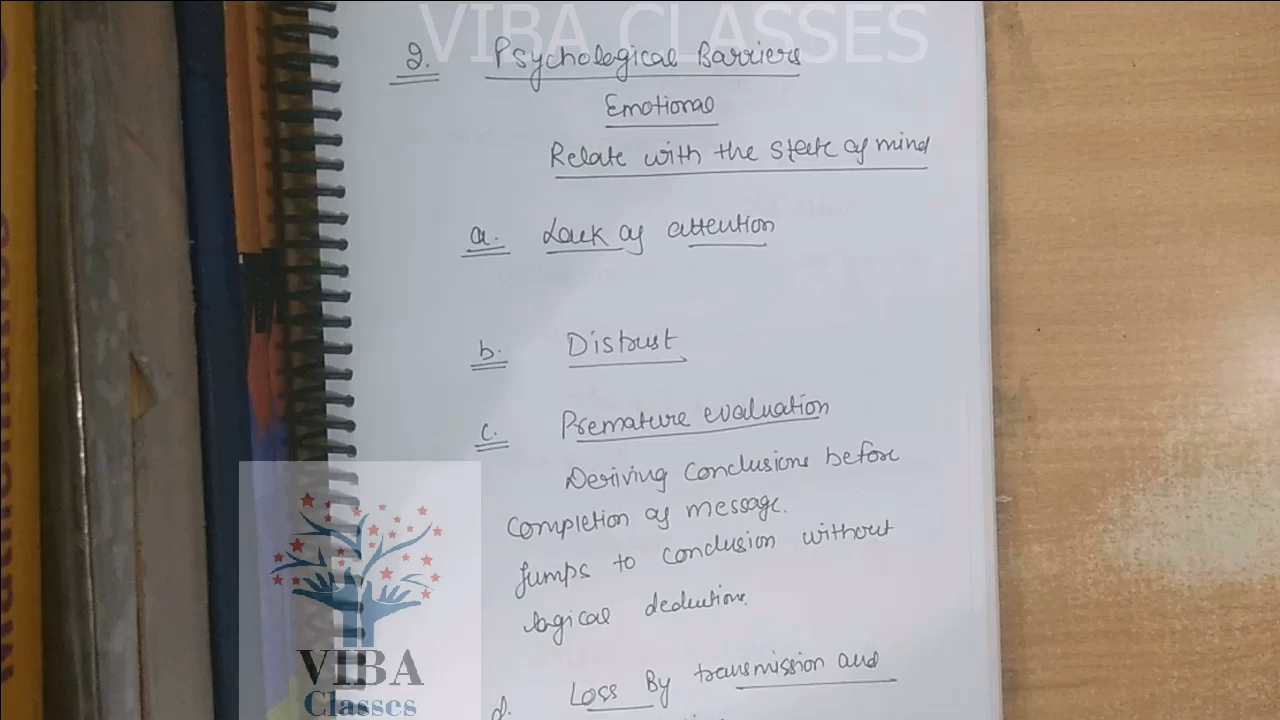 VIBA CLASSES
2. Psychological Barriers
Emotional
Relate with the state of mind
a. Lack of attention
b. Distrust
c. Premature evaluation
Deriving conclusions before
completion of message.
Jumps to conclusion without
logical deductions.
d. Loss By transmission and
VIBA
Classes